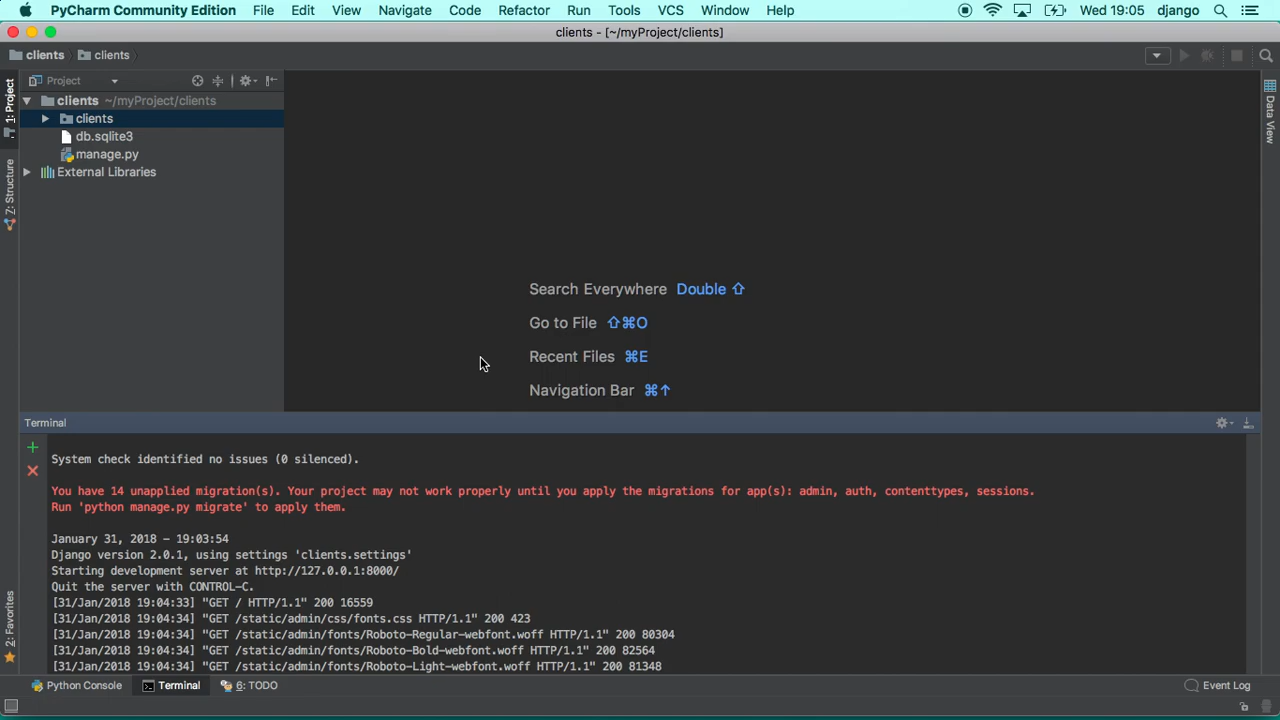 PyCharm Community Edition File Edit View Navigate Code Refactor Run Tools VCS Window Help Wed 19:05 django
clients - [~/myProject/clients]
clients clients
Project
1: Project
clients ~/myProject/clients
clients
db.sqlite3
manage.py
External Libraries
Z: Structure
Data View
Search Everywhere Double ⇧
Go to File ⇧⌘O
Recent Files ⌘E
Navigation Bar ⌘↑
Terminal
System check identified no issues (0 silenced).
You have 14 unapplied migration(s). Your project may not work properly until you apply the migrations for app(s): admin, auth, contenttypes, sessions.
Run 'python manage.py migrate' to apply them.
January 31, 2018 - 19:03:54
Django version 2.0.1, using settings 'clients.settings'
Starting development server at http://127.0.0.1:8000/
Quit the server with CONTROL-C.
[31/Jan/2018 19:04:33] "GET / HTTP/1.1" 200 16559
[31/Jan/2018 19:04:34] "GET /static/admin/css/fonts.css HTTP/1.1" 200 423
[31/Jan/2018 19:04:34] "GET /static/admin/fonts/Roboto-Regular-webfont.woff HTTP/1.1" 200 80304
[31/Jan/2018 19:04:34] "GET /static/admin/fonts/Roboto-Bold-webfont.woff HTTP/1.1" 200 82564
[31/Jan/2018 19:04:34] "GET /static/admin/fonts/Roboto-Light-webfont.woff HTTP/1.1" 200 81348
2: Favorites
Python Console Terminal 6: TODO Event Log